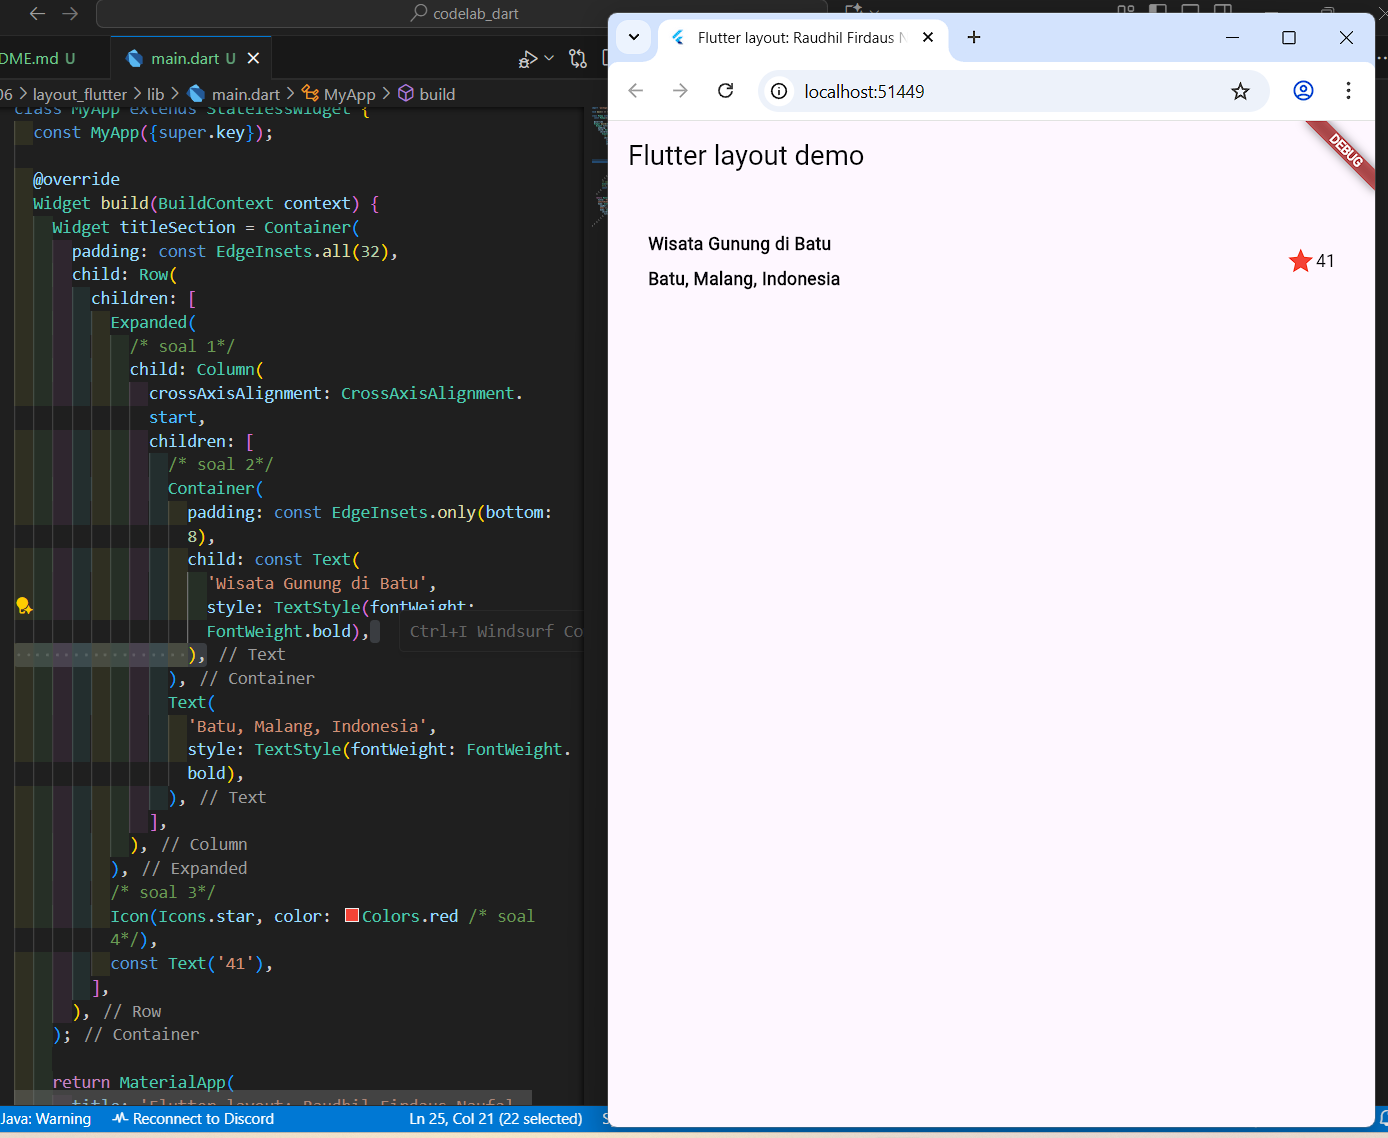 codelab_dart
DME.md U
main.dart U
06 > layout_flutter > lib > main.dart > MyApp > build
class MyApp extends StatelessWidget {
const MyApp({super.key});
@override
Widget build(BuildContext context) {
Widget titleSection = Container(
padding: const EdgeInsets.all(32),
child: Row(
children: [
Expanded(
/* soal 1*/
child: Column(
crossAxisAlignment: CrossAxisAlignment.
start,
children: [
/* soal 2*/
Container(
padding: const EdgeInsets.only(bottom:
8),
child: const Text(
'Wisata Gunung di Batu',
style: TextStyle(fontWeight:
FontWeight.bold),
Ctrl+I Windsurf Co
), // Text
), // Container
Text(
'Batu, Malang, Indonesia',
style: TextStyle(fontWeight: FontWeight.
bold),
), // Text
],
), // Column
), // Expanded
/* soal 3*/
Icon(Icons.star, color: Colors.red /* soal
4*/),
const Text('41'),
],
), // Row
); // Container
return MaterialApp(
title: 'Flutter layout: Raudhil Firdaus Naufal
Java: Warning
Reconnect to Discord
Ln 25, Col 21 (22 selected)
S
Flutter layout: Raudhil Firdaus N
localhost:51449
DEBUG
Flutter layout demo
Wisata Gunung di Batu
Batu, Malang, Indonesia
41